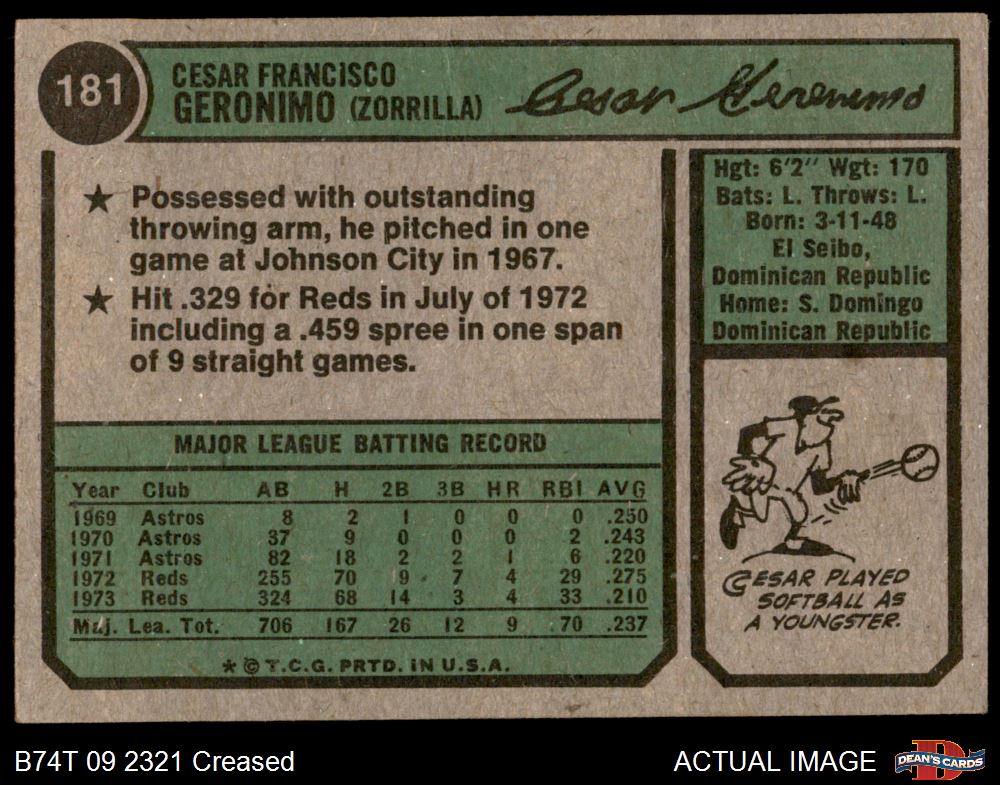 181
CESAR FRANCISCO
GERONIMO (ZORRILLA)
Cesar Geronimo
★ Possessed with outstanding
throwing arm, he pitched in one
game at Johnson City in 1967.
★ Hit .329 for Reds in July of 1972
including a .459 spree in one span
of 9 straight games.
Hgt: 6'2" Wgt: 170
Bats: L. Throws: L.
Born: 3-11-48
El Seibo,
Dominican Republic
Home: S. Domingo
Dominican Republic
MAJOR LEAGUE BATTING RECORD
Year Club AB H 2B 3B HR RBI AVG
1969 Astros 8 2 1 0 0 0 .250
1970 Astros 37 9 0 0 0 2 .243
1971 Astros 82 18 2 2 1 6 .220
1972 Reds 255 70 9 7 4 29 .275
1973 Reds 324 68 14 3 4 33 .210
Maj. Lea. Tot. 706 167 26 12 9 70 .237
* © T.C.G. PRTD. IN U.S.A.
CESAR PLAYED
SOFTBALL AS
A YOUNGSTER.
B74T 09 2321 Creased
ACTUAL IMAGE
D
DEAN'S CARDS